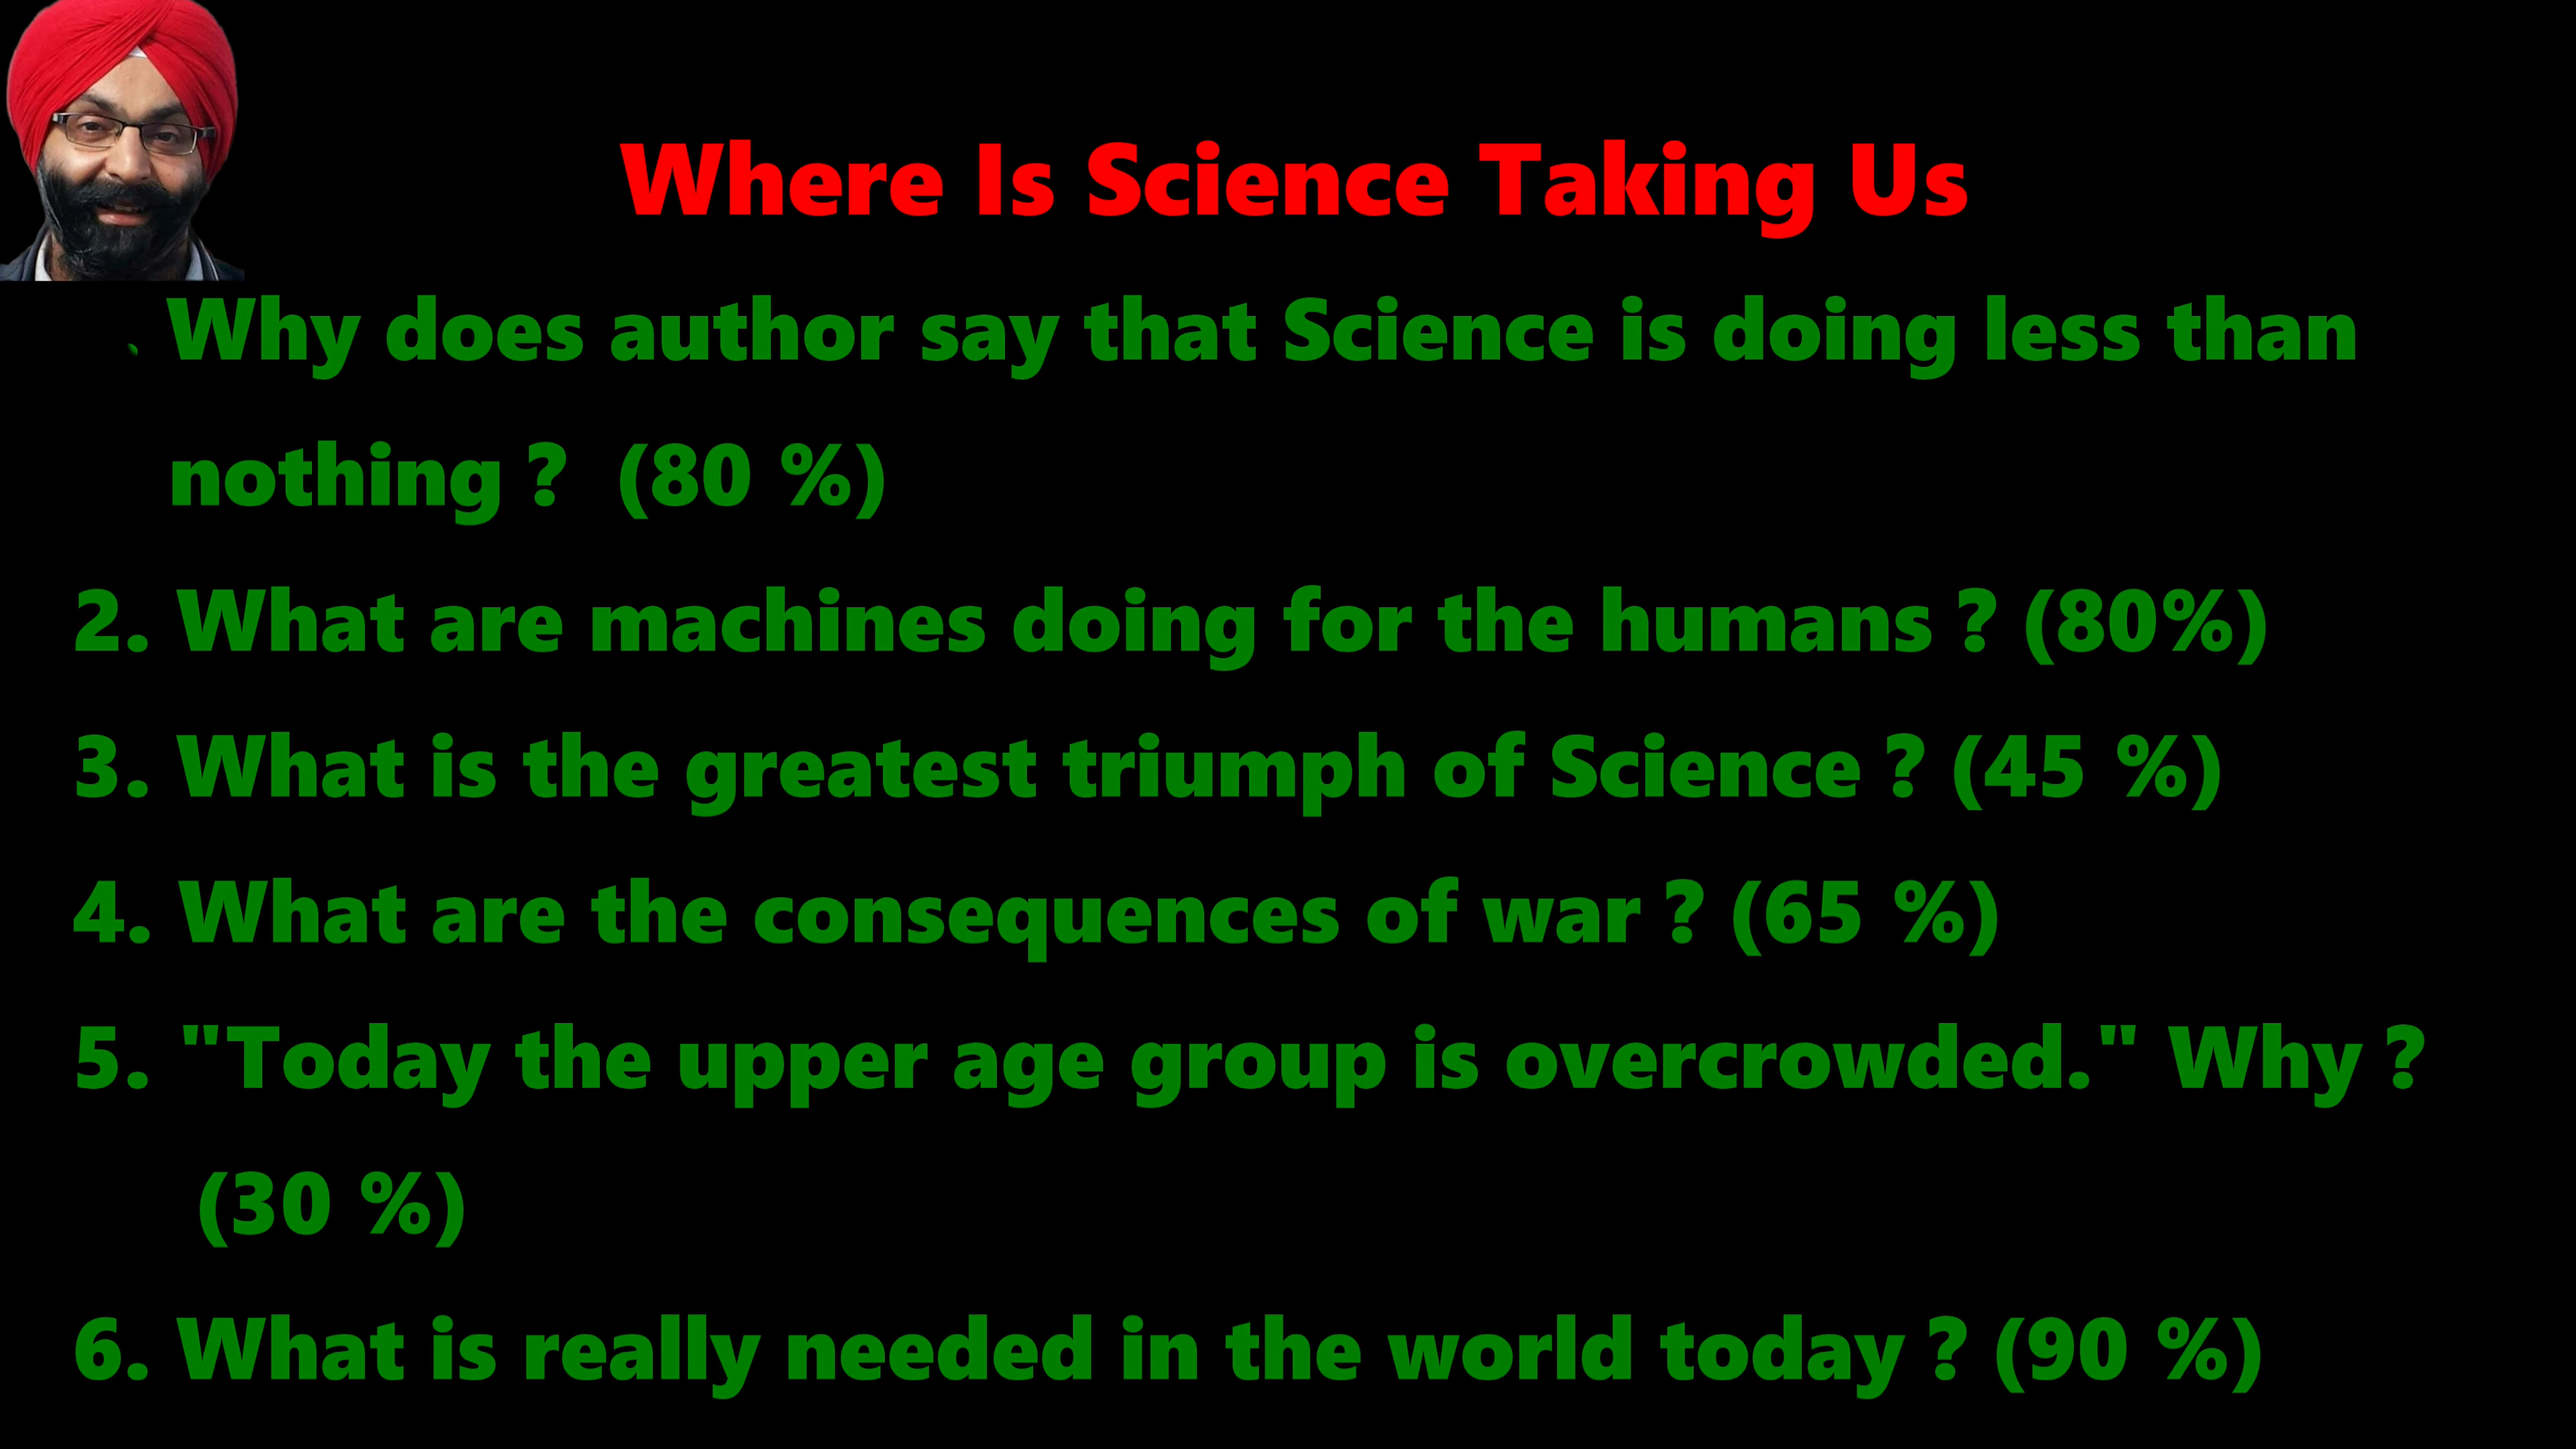 Where Is Science Taking Us
Why does author say that Science is doing less than
nothing ? (80 %)
2. What are machines doing for the humans ? (80%)
3. What is the greatest triumph of Science ? (45 %)
4. What are the consequences of war ? (65 %)
5. "Today the upper age group is overcrowded." Why ?
(30 %)
6. What is really needed in the world today ? (90 %)